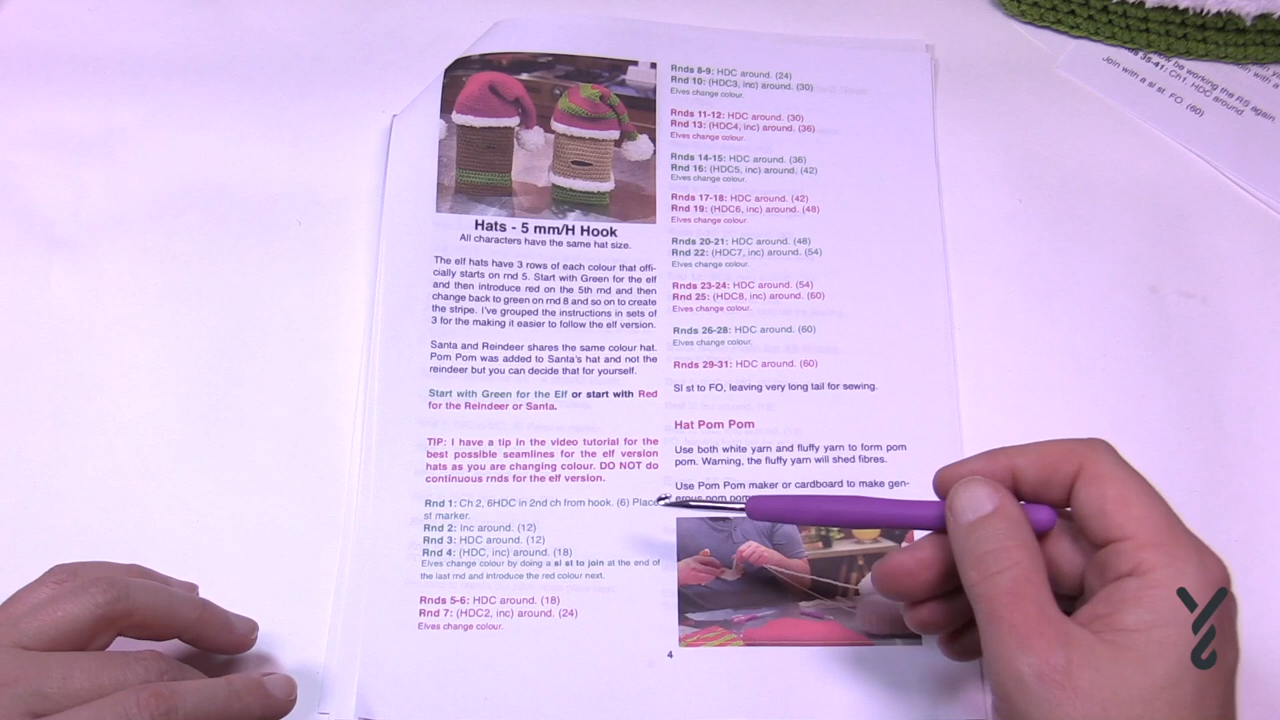 Hats - 5 mm/H Hook
All characters have the same hat size.
The elf hats have 3 rows of each colour that offi-
cially starts on rnd 5. Start with Green for the elf
and then introduce red on the 5th rnd and then
change back to green on rnd 8 and so on to create
the stripe. I've grouped the instructions in sets of
3 for the making it easier to follow the elf version.
Santa and Reindeer shares the same colour hat.
Pom Pom was added to Santa's hat and not the
reindeer but you can decide that for yourself.
Start with Green for the Elf or start with Red
for the Reindeer or Santa.
TIP: I have a tip in the video tutorial for the
best possible seamlines for the elf version
hats as you are changing colour. DO NOT do
continuous rnds for the elf version.
Rnd 1: Ch 2, 6HDC in 2nd ch from hook. (6) Place
st marker.
Rnd 2: Inc around. (12)
Rnd 3: HDC around. (12)
Rnd 4: (HDC, inc) around. (18)
Elves change colour by doing a sl st to join at the end of
the last rnd and introduce the red colour next.
Rnds 5-6: HDC around. (18)
Rnd 7: (HDC2, inc) around. (24)
Elves change colour.
Rnds 8-9: HDC around. (24)
Rnd 10: (HDC3, inc) around. (30)
Elves change colour.
Rnds 11-12: HDC around. (30)
Rnd 13: (HDC4, inc) around. (36)
Elves change colour.
Rnds 14-15: HDC around. (36)
Rnd 16: (HDC5, inc) around. (42)
Elves change colour.
Rnds 17-18: HDC around. (42)
Rnd 19: (HDC6, inc) around. (48)
Elves change colour.
Rnds 20-21: HDC around. (48)
Rnd 22: (HDC7, inc) around. (54)
Elves change colour.
Rnds 23-24: HDC around. (54)
Rnd 25: (HDC8, inc) around. (60)
Elves change colour.
Rnds 26-28: HDC around. (60)
Elves change colour.
Rnds 29-31: HDC around. (60)
Sl st to FO, leaving very long tail for sewing.
Hat Pom Pom
Use both white yarn and fluffy yarn to form pom
pom. Warning, the fluffy yarn will shed fibres.
Use Pom Pom maker or cardboard to make gen-
erous pom pom
4
be working the RS again
35-41: Ch1. HDC around.
Join with a sl st. FO. (60)